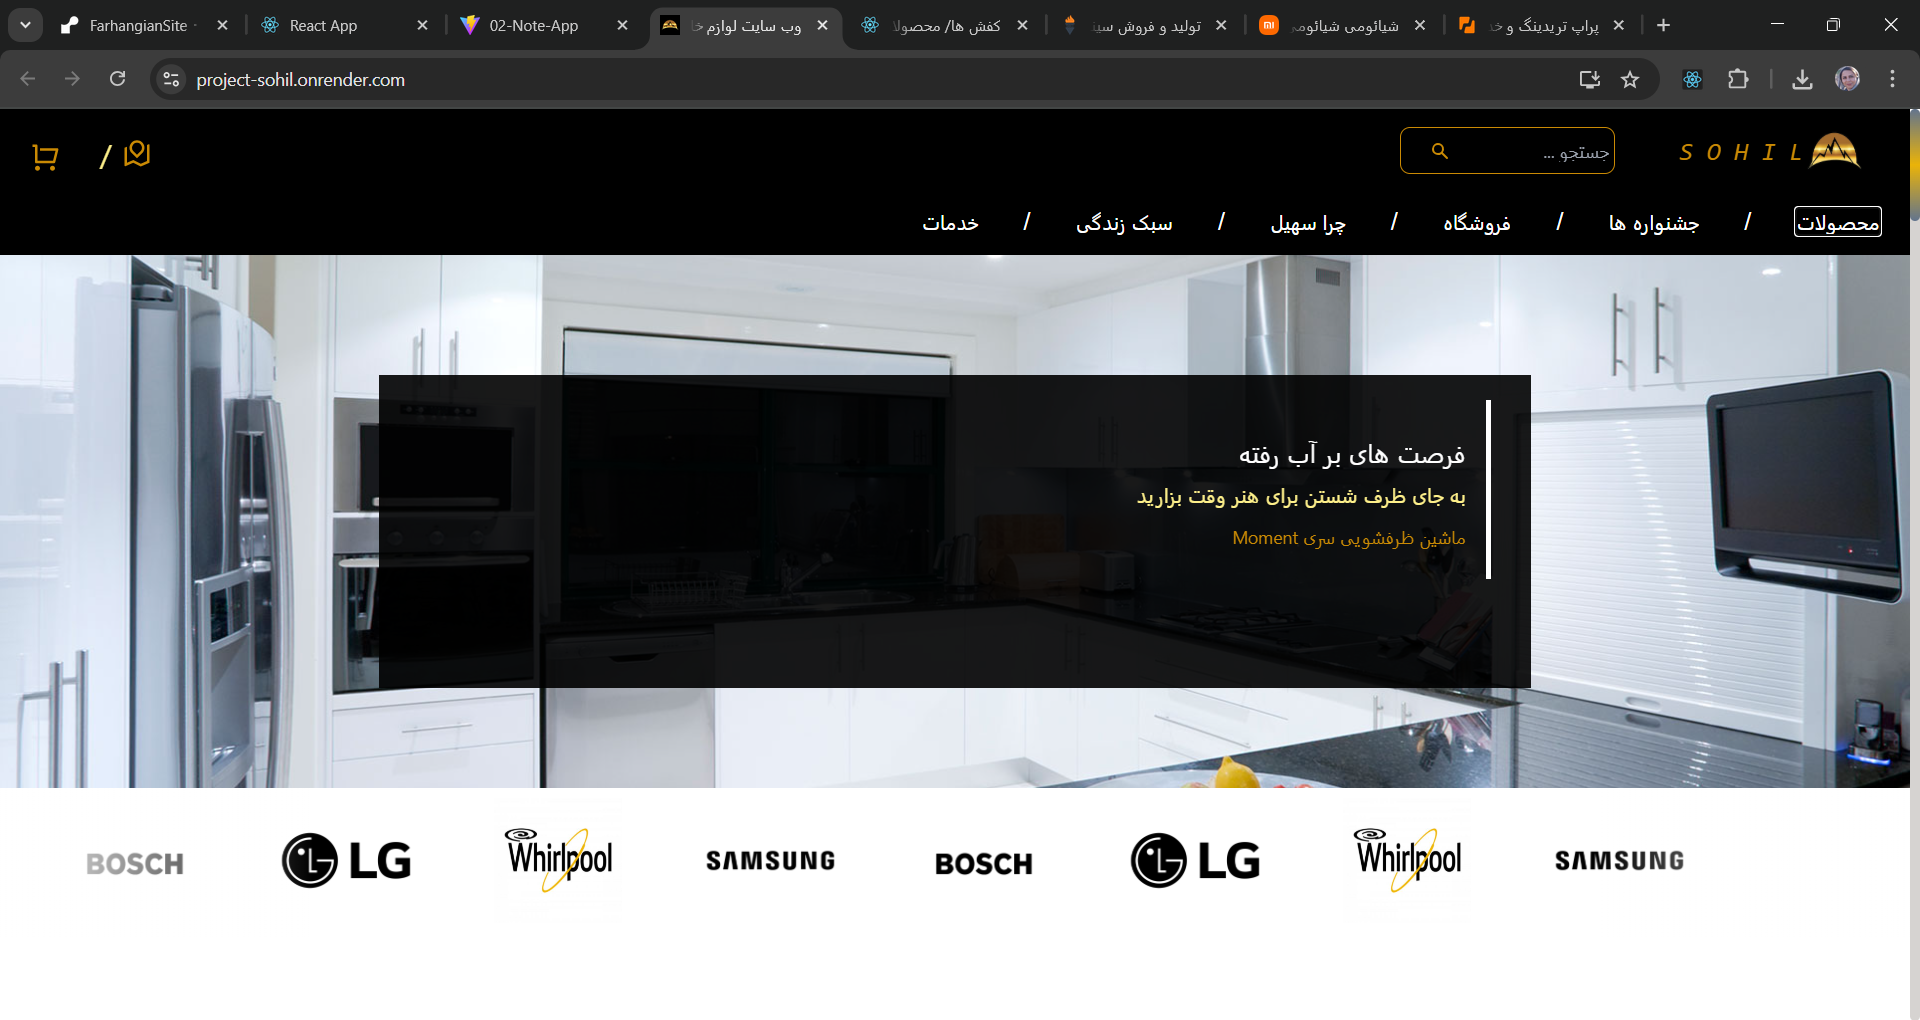 FarhangianSite
React App
02-Note-App
وب سایت لوازم خا
کفش ها/ محصولا
تولید و فروش سین
شیائومی شیائومی
پراپ تریدینگ و خد
project-sohil.onrender.com
SOHIL
جستجو ...
/
محصولات / جشنواره ها / فروشگاه / چرا سهیل / سبک زندگی / خدمات
فرصت های بر آب رفته
به جای ظرف شستن برای هنر وقت بزارید
ماشین ظرفشویی سری Moment
BOSCH LG Whirlpool SAMSUNG BOSCH LG Whirlpool SAMSUNG